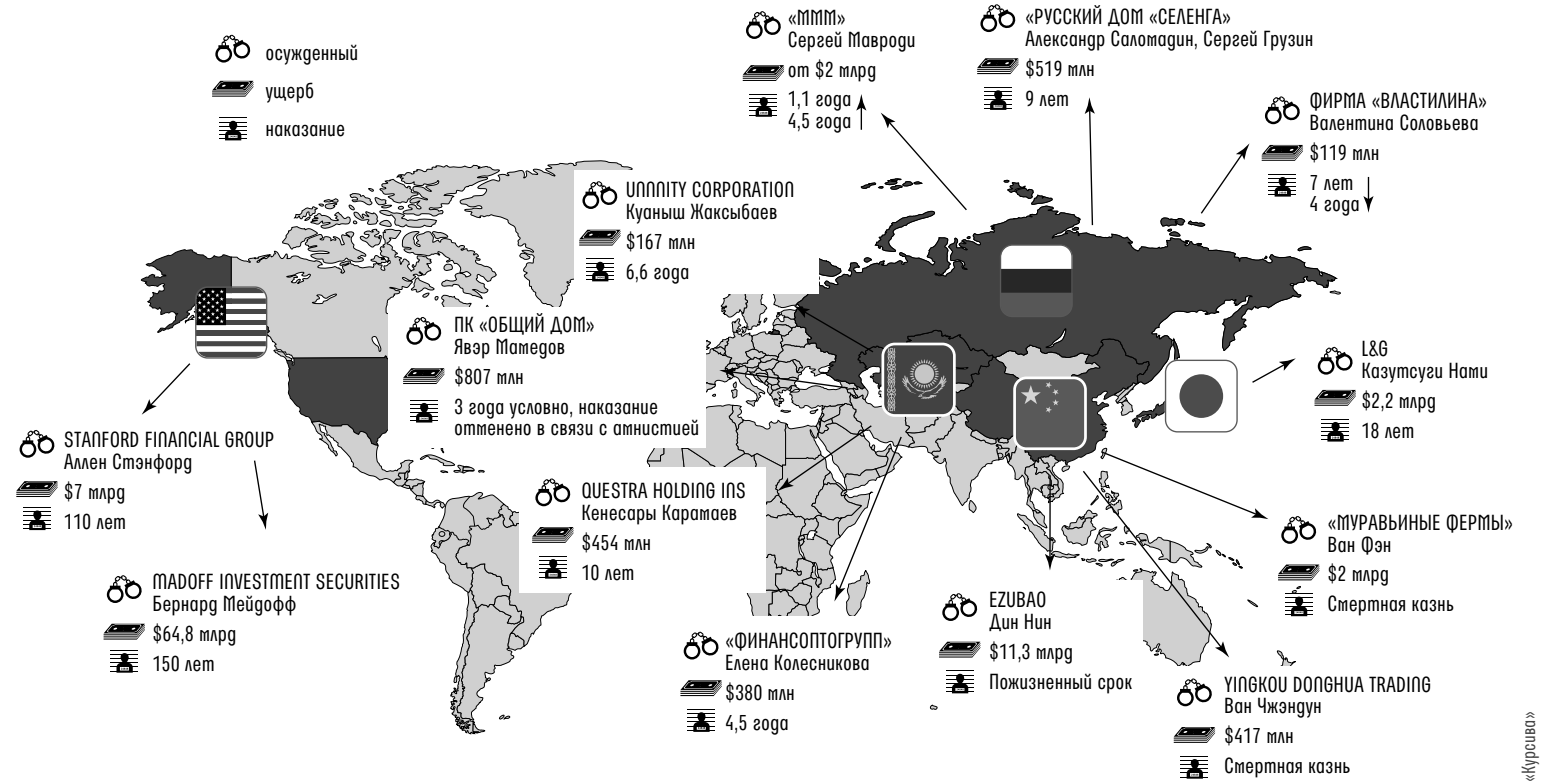 осужденный
ущерб
наказание
«МММ»
Сергей Мавроди
от $2 млрд
1,1 года
4,5 года
«РУССКИЙ ДОМ «СЕЛЕНГА»
Александр Саломадин, Сергей Грузин
$519 млн
9 лет
ФИРМА «ВЛАСТИЛИНА»
Валентина Соловьева
$119 млн
7 лет
4 года
UNNNITY CORPORATION
Куаныш Жаксыбаев
$167 млн
6,6 года
ПК «ОБЩИЙ ДОМ»
Явэр Мамедов
$807 млн
3 года условно, наказание
отменено в связи с амнистией
L&G
Казутсуги Нами
$2,2 млрд
18 лет
STANFORD FINANCIAL GROUP
Аллен Стэнфорд
$7 млрд
110 лет
QUESTRA HOLDING INS
Кенесары Карамаев
$454 млн
10 лет
«МУРАВЬИНЫЕ ФЕРМЫ»
Ван Фэн
$2 млрд
Смертная казнь
MADOFF INVESTMENT SECURITIES
Бернард Мейдофф
$64,8 млрд
150 лет
«ФИНАНСОПТОГРУПП»
Елена Колесникова
$380 млн
4,5 года
EZUBAO
Дин Нин
$11,3 млрд
Пожизненный срок
YINGKOU DONGHUA TRADING
Ван Чжэндун
$417 млн
Смертная казнь
«Курсива»